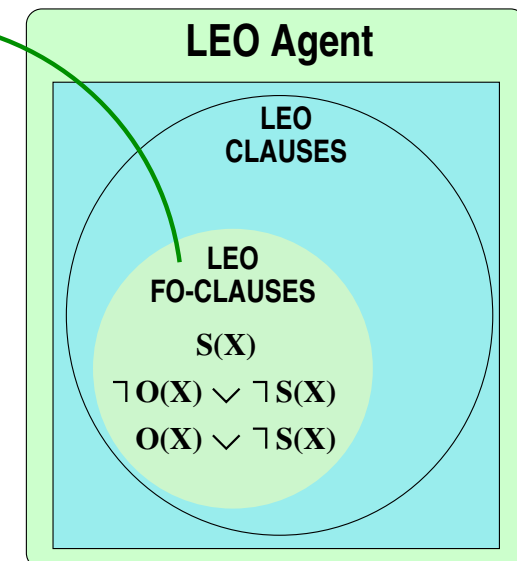 LEO Agent
LEO
CLAUSES
LEO
FO-CLAUSES
S(X)
¬O(X) ∨ ¬S(X)
O(X) ∨ ¬S(X)